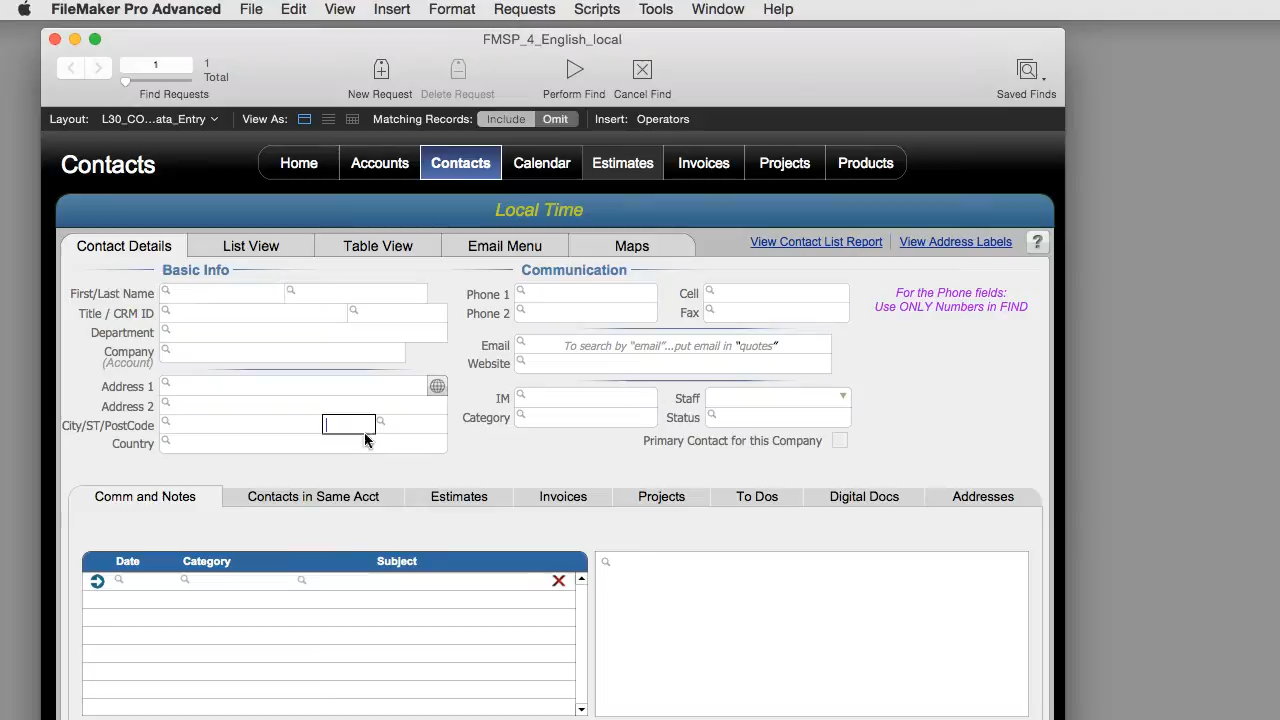 FileMaker Pro Advanced File Edit View Insert Format Requests Scripts Tools Window Help
FMSP_4_English_local
1
1
Total
Find Requests
New Request
Delete Request
Perform Find
Cancel Find
Saved Finds
Layout: L30_CO...ata_Entry View As: Matching Records: Include Omit Insert: Operators
Contacts
Home Accounts Contacts Calendar Estimates Invoices Projects Products
Local Time
Contact Details List View Table View Email Menu Maps
View Contact List Report View Address Labels ?
Basic Info
First/Last Name
Title / CRM ID
Department
Company
(Account)
Address 1
Address 2
City/ST/PostCode
Country
Communication
Phone 1
Phone 2
Cell
Fax
Email To search by "email"...put email in "quotes"
Website
IM
Category
Staff
Status
Primary Contact for this Company
For the Phone fields:
Use ONLY Numbers in FIND
Comm and Notes Contacts in Same Acct Estimates Invoices Projects To Dos Digital Docs Addresses
Date Category Subject